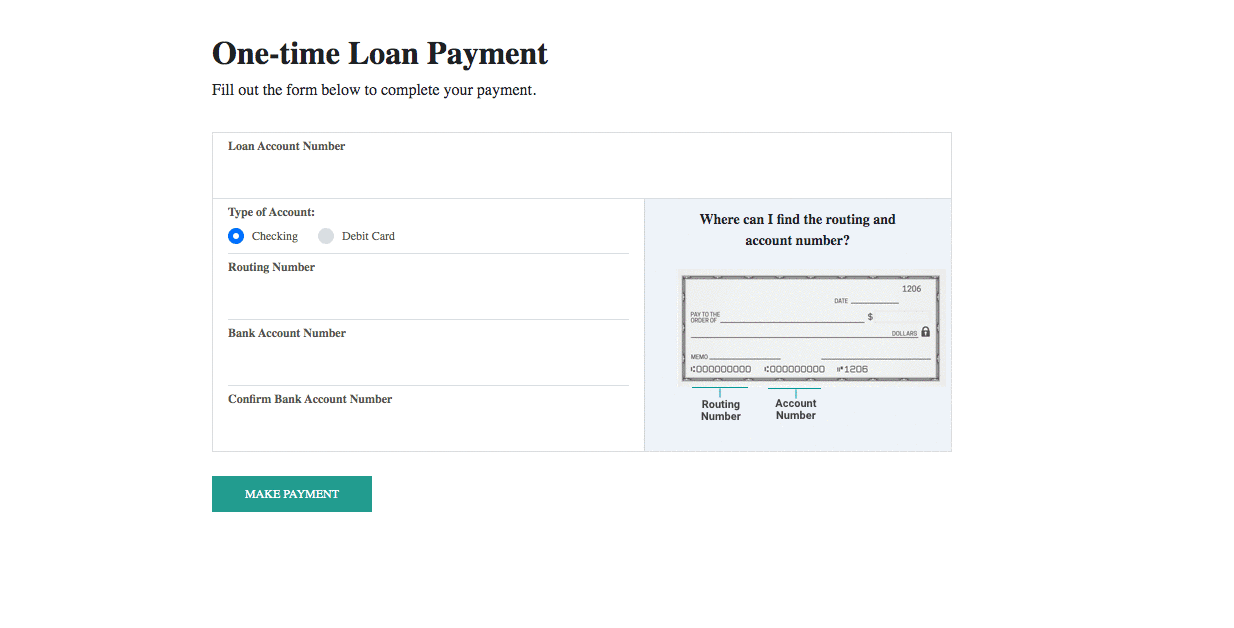 One-time Loan Payment
Fill out the form below to complete your payment.
Loan Account Number
Type of Account:
Checking
Debit Card
Routing Number
Bank Account Number
Confirm Bank Account Number
Where can I find the routing and
account number?
1206
DATE
PAY TO THE
ORDER OF
$
DOLLARS
MEMO
⑆000000000 ⑆000000000 ⑈1206
Routing
Number
Account
Number
MAKE PAYMENT